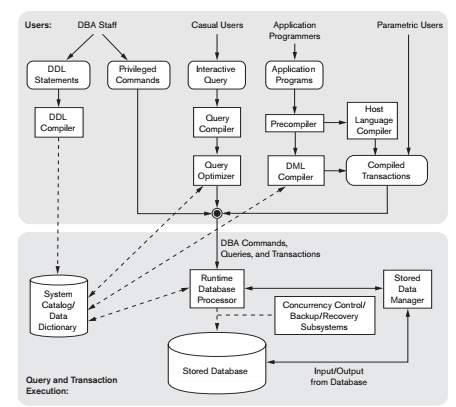 Users:
DBA Staff
Casual Users
Application
Programmers
Parametric Users
DDL
Statements
Privileged
Commands
Interactive
Query
Application
Programs
DDL
Compiler
Query
Compiler
Precompiler
Host
Language
Compiler
Query
Optimizer
DML
Compiler
Compiled
Transactions
DBA Commands,
Queries, and Transactions
System
Catalog/
Data
Dictionary
Runtime
Database
Processor
Stored
Data
Manager
Concurrency Control/
Backup/Recovery
Subsystems
Stored Database
Input/Output
from Database
Query and Transaction
Execution: